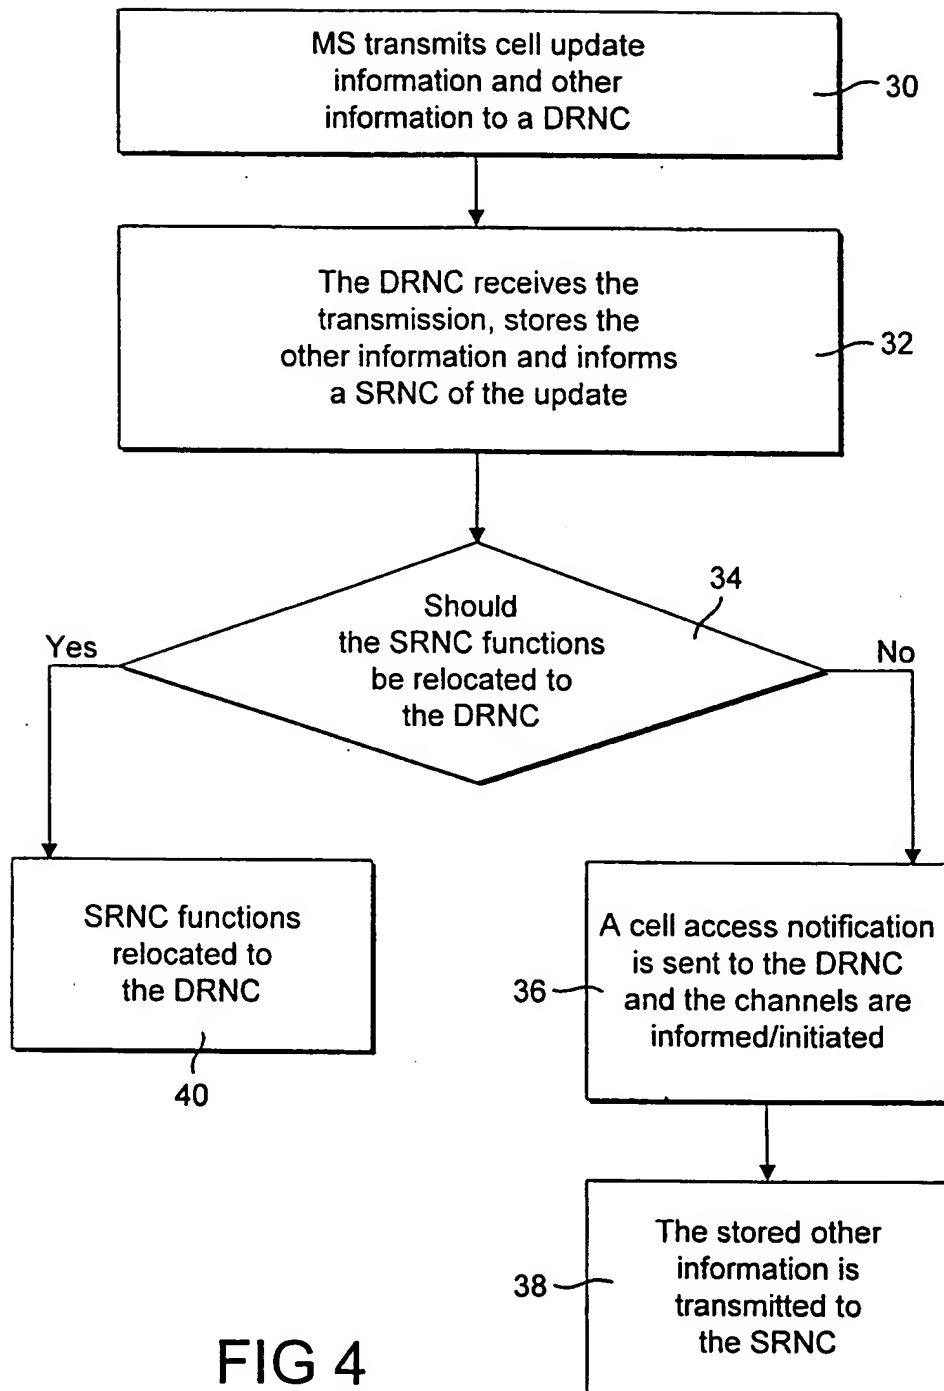 MS transmits cell update
information and other
information to a DRNC
30
The DRNC receives the
transmission, stores the
other information and informs
a SRNC of the update
32
34
Should
the SRNC functions
be relocated to
the DRNC
Yes
No
SRNC functions
relocated to
the DRNC
40
A cell access notification
is sent to the DRNC
and the channels are
informed/initiated
36
The stored other
information is
transmitted to
the SRNC
38
FIG 4